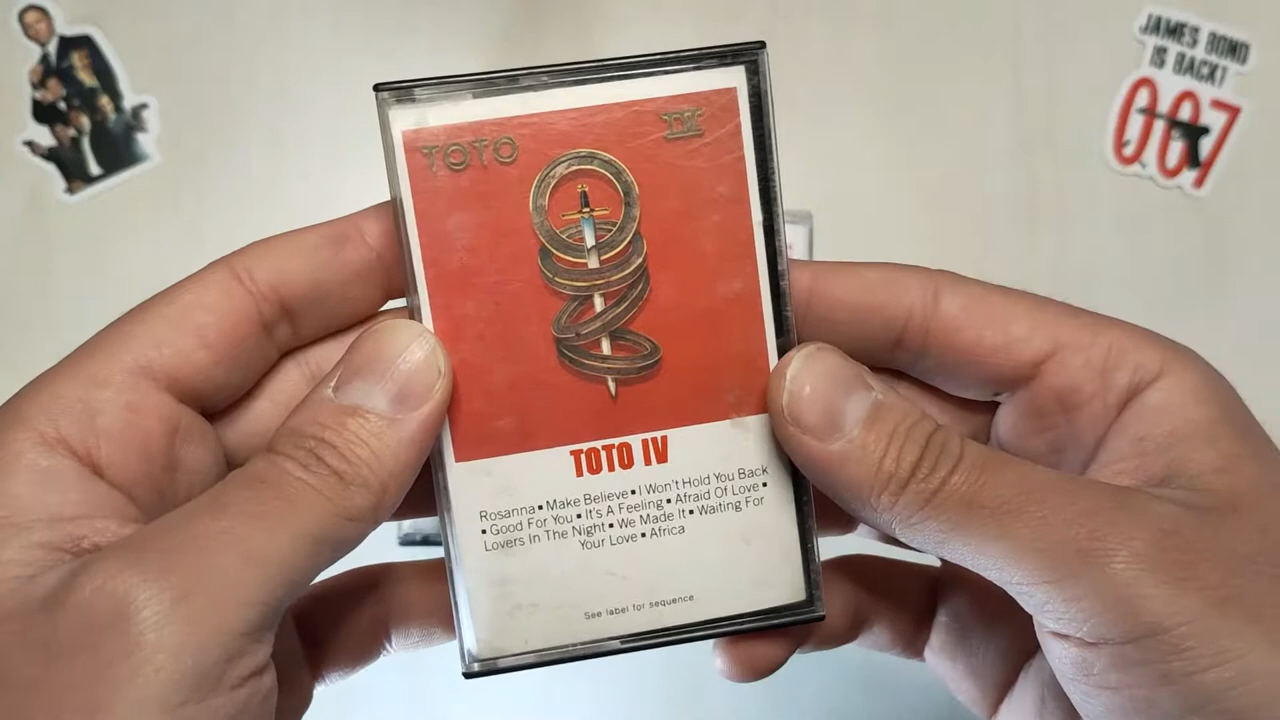 JAMES BOND
IS BACK!
007
TOTO
IV
TOTO IV
Rosanna ▪ Make Believe ▪ I Won't Hold You Back
▪ Good For You ▪ It's A Feeling ▪ Afraid Of Love ▪
Lovers In The Night ▪ We Made It ▪ Waiting For
Your Love ▪ Africa
See label for sequence